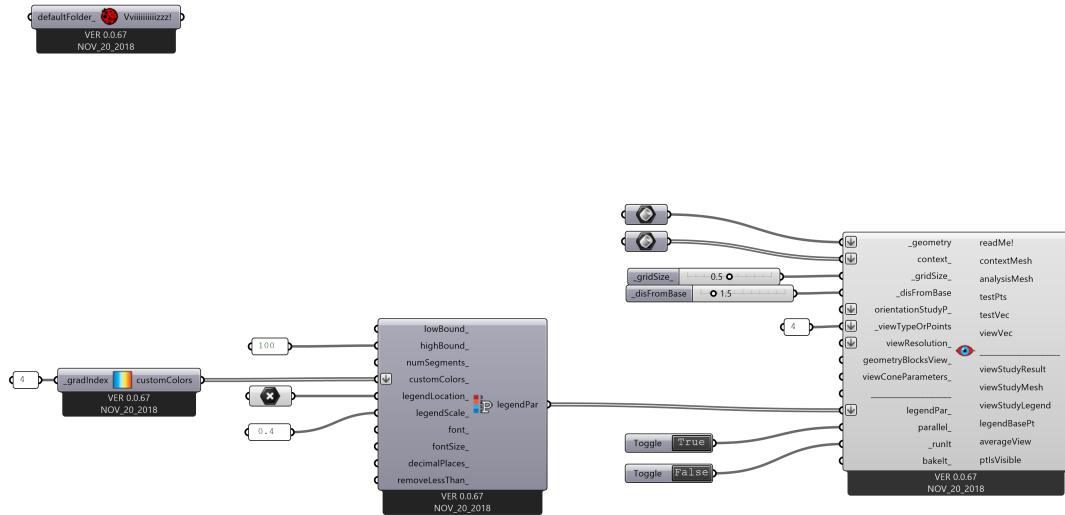 defaultFolder_ Vviiiiiiiiiizzz!
VER 0.0.67
NOV_20_2018
_geometry readMe!
context_ contextMesh
_gridSize_ 0.5
_gridSize_ analysisMesh
_disFromBase 1.5
_disFromBase testPts
orientationStudyP_ testVec
4
_viewTypeOrPoints viewVec
viewResolution_
geometryBlocksView_ viewStudyResult
viewConeParameters_ viewStudyMesh
viewStudyLegend
legendPar_ legendBasePt
parallel_ averageView
_runIt ptIsVisible
bakeIt_
VER 0.0.67
NOV_20_2018
Toggle True
Toggle False
lowBound_
100
highBound_
numSegments_
4
_gradIndex customColors
VER 0.0.67
NOV_20_2018
customColors_
legendLocation_
legendPar
0.4
legendScale_
font_
fontSize_
decimalPlaces_
removeLessThan_
VER 0.0.67
NOV_20_2018